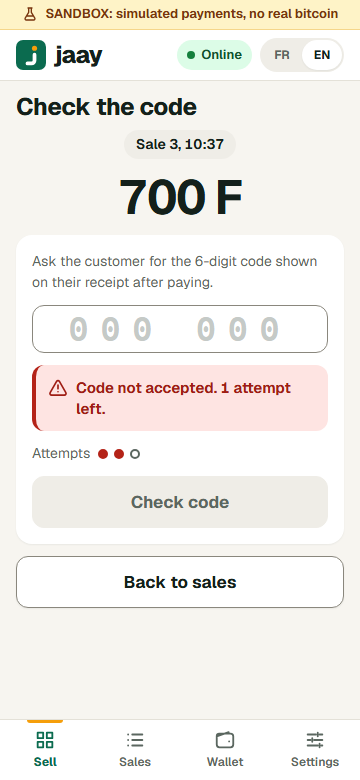 SANDBOX: simulated payments, no real bitcoin
jaay
Online
FR
EN
Check the code
Sale 3, 10:37
700 F
Ask the customer for the 6-digit code shown
on their receipt after paying.
000 000
Code not accepted. 1 attempt
left.
Attempts
Check code
Back to sales
Sell
Sales
Wallet
Settings